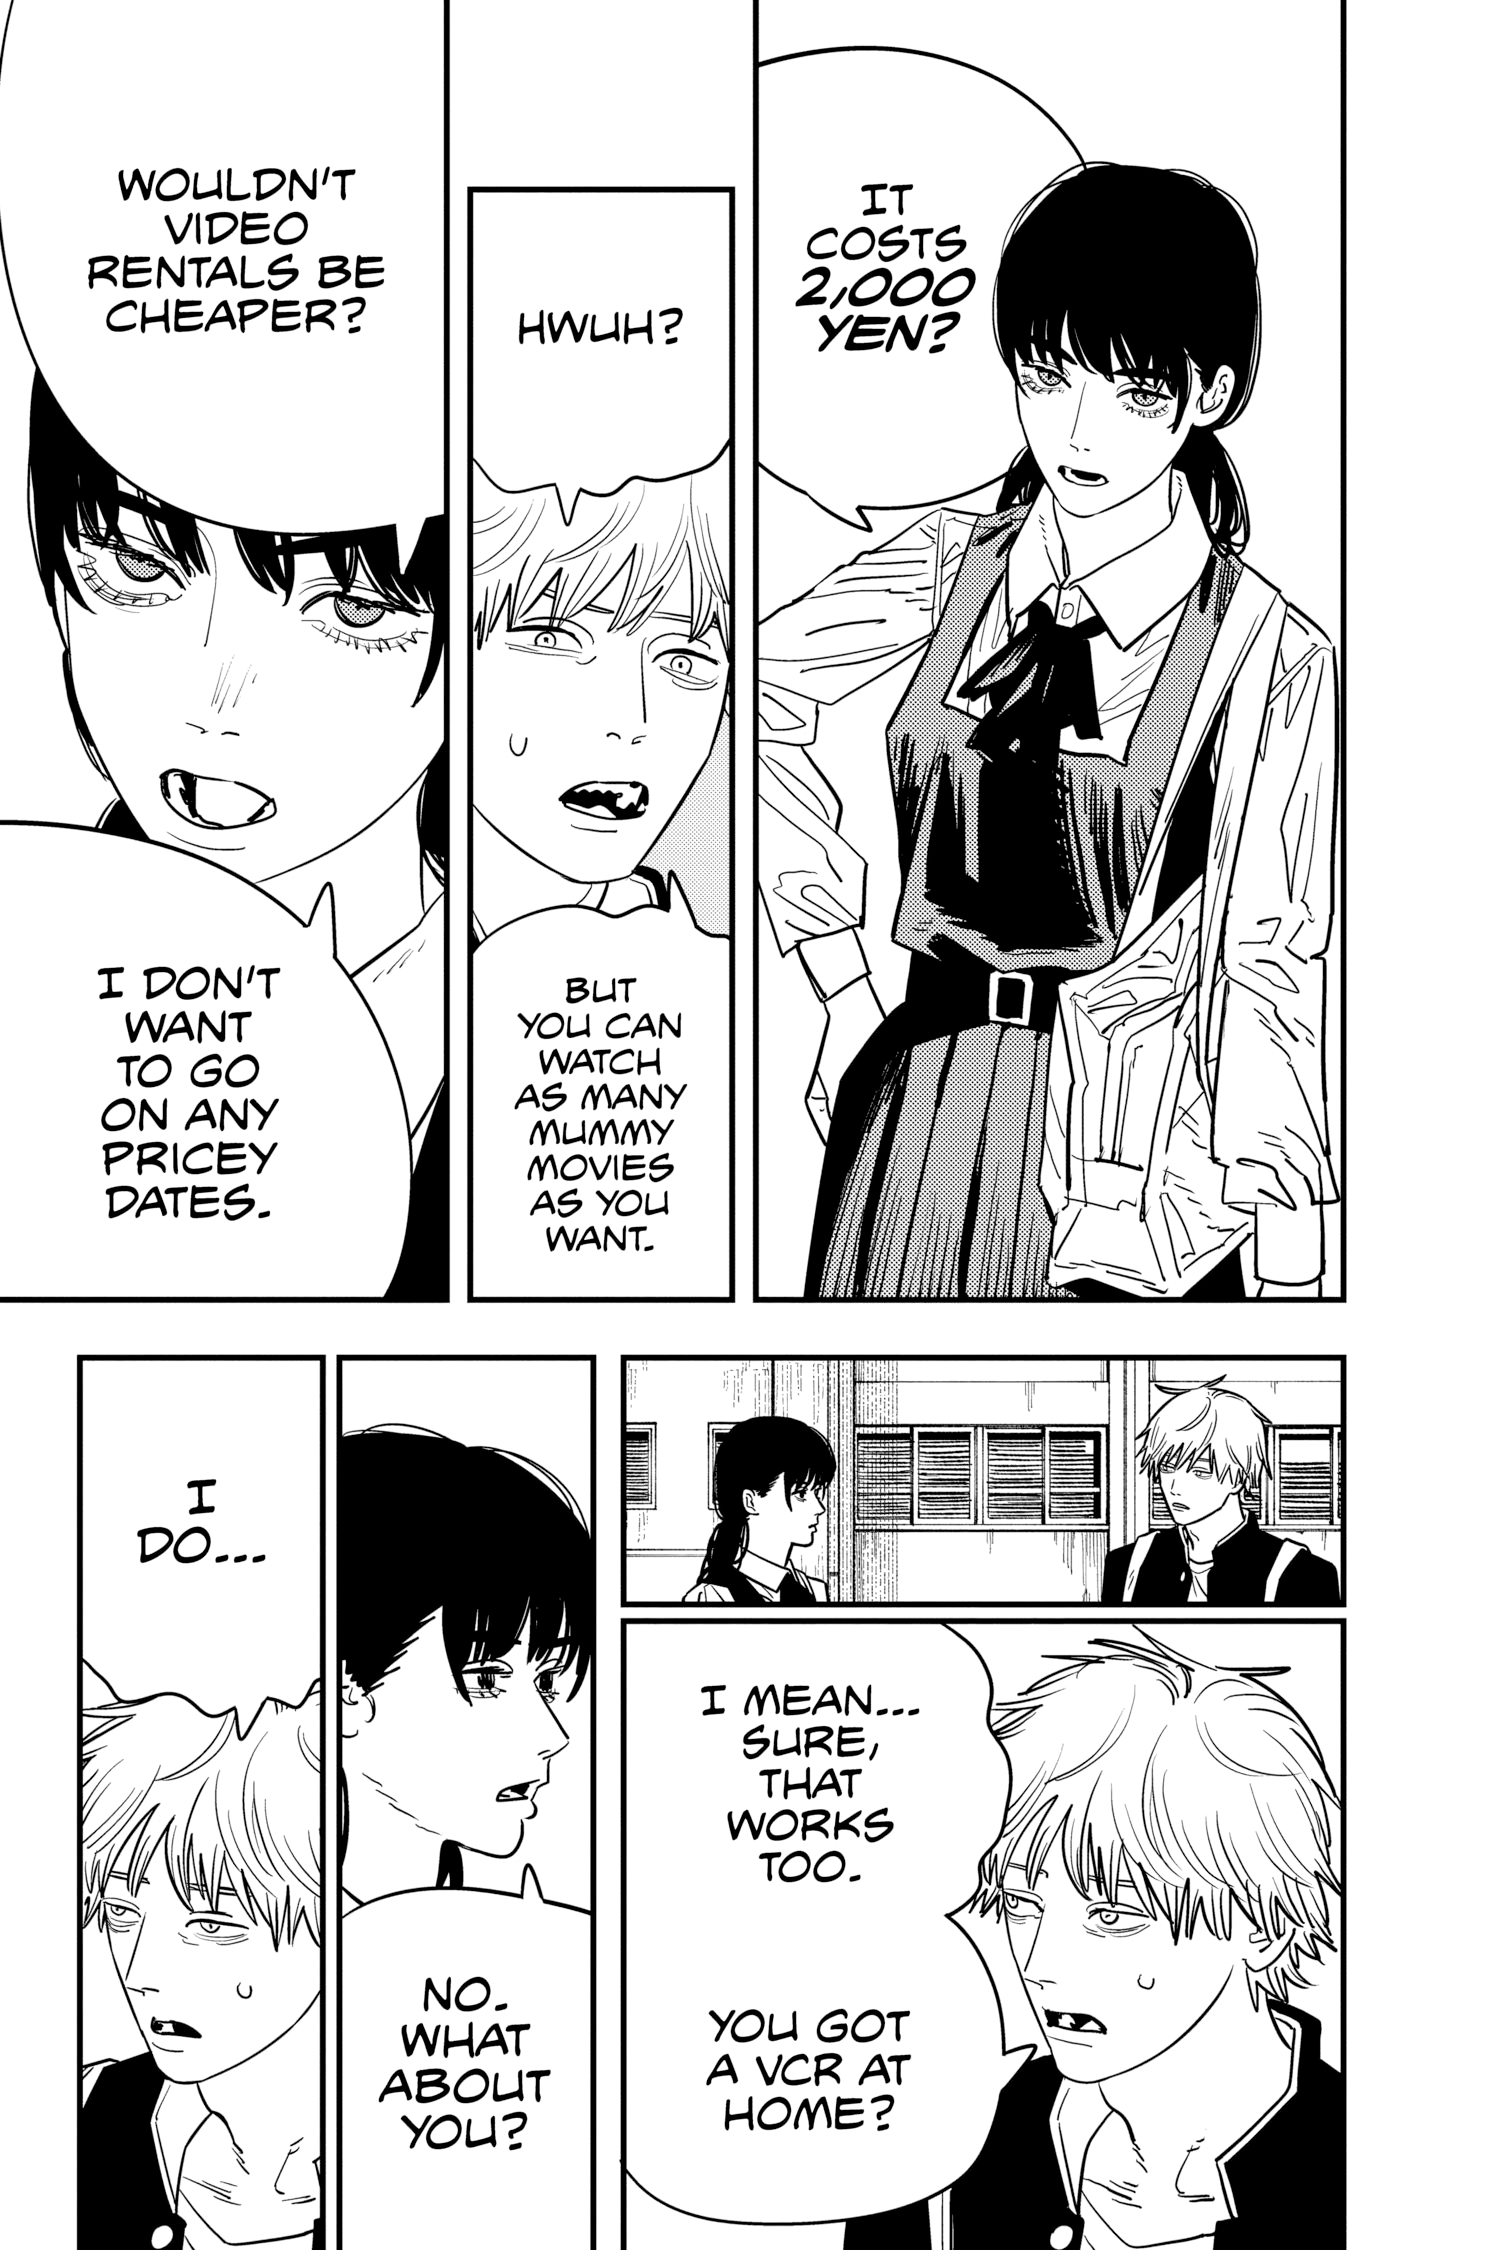 IT
COSTS
2,000
YEN?
HWUH?
BUT
YOU CAN
WATCH
AS MANY
MUMMY
MOVIES
AS YOU
WANT.
WOULDN'T
VIDEO
RENTALS BE
CHEAPER?
I DON'T
WANT
TO GO
ON ANY
PRICEY
DATES.
I MEAN...
SURE,
THAT
WORKS
TOO.
YOU GOT
A VCR AT
HOME?
NO.
WHAT
ABOUT
YOU?
I
DO...